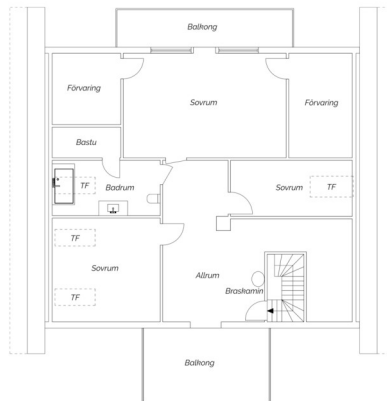 Balkong
Förvaring
Sovrum
Förvaring
Bastu
TF
Badrum
Sovrum
TF
TF
Sovrum
Allrum
Braskamin
TF
Balkong